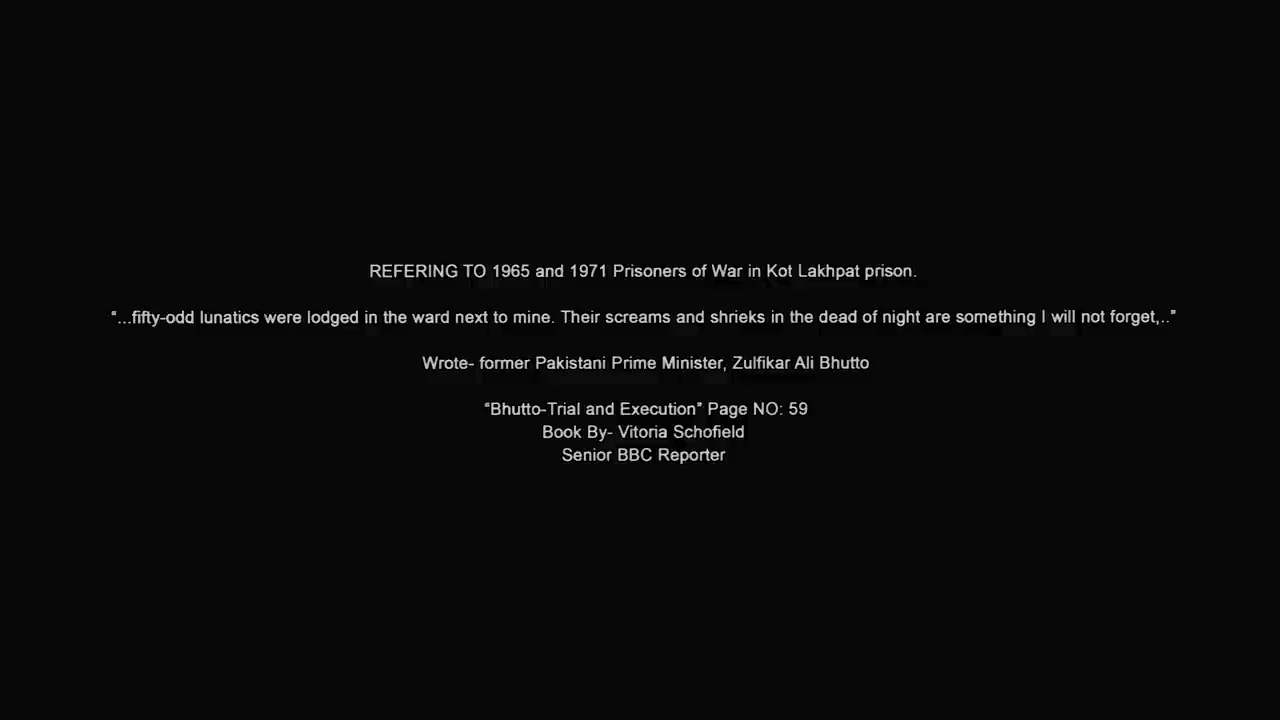 REFERING TO 1965 and 1971 Prisoners of War in Kot Lakhpat prison.
“...fifty-odd lunatics were lodged in the ward next to mine. Their screams and shrieks in the dead of night are something I will not forget,..”
Wrote- former Pakistani Prime Minister, Zulfikar Ali Bhutto
“Bhutto-Trial and Execution” Page NO: 59
Book By- Vitoria Schofield
Senior BBC Reporter